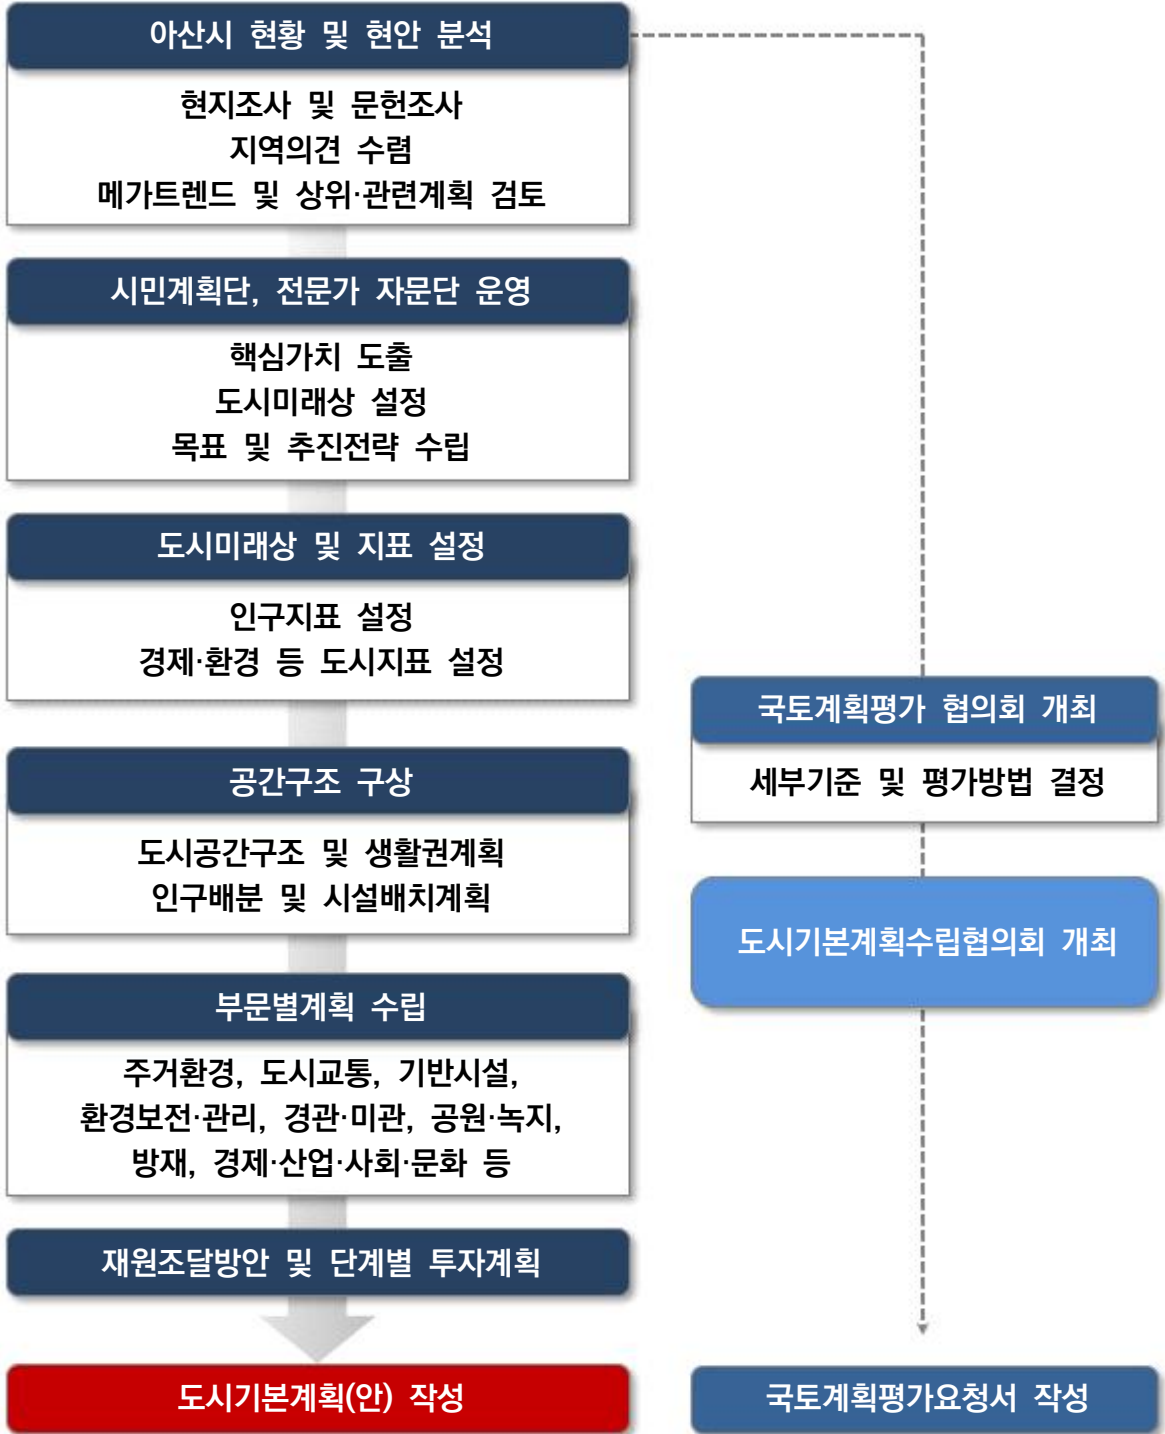 아산시 현황 및 현안 분석
현지조사 및 문헌조사
지역의견 수렴
메가트렌드 및 상위·관련계획 검토
시민계획단, 전문가 자문단 운영
핵심가치 도출
도시미래상 설정
목표 및 추진전략 수립
도시미래상 및 지표 설정
인구지표 설정
경제·환경 등 도시지표 설정
공간구조 구상
도시공간구조 및 생활권계획
인구배분 및 시설배치계획
부문별계획 수립
주거환경, 도시교통, 기반시설,
환경보전·관리, 경관·미관, 공원·녹지,
방재, 경제·산업·사회·문화 등
재원조달방안 및 단계별 투자계획
도시기본계획(안) 작성
국토계획평가 협의회 개최
세부기준 및 평가방법 결정
도시기본계획수립협의회 개최
국토계획평가요청서 작성